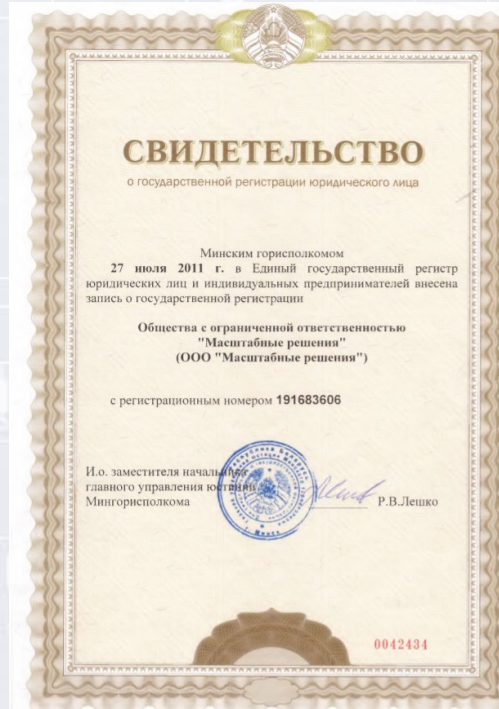 СВИДЕТЕЛЬСТВО
о государственной регистрации юридического лица
Минским горисполкомом
27 июля 2011 г. в Единый государственный регистр
юридических лиц и индивидуальных предпринимателей внесена
запись о государственной регистрации
Общества с ограниченной ответственностью
"Масштабные решения"
(ООО "Масштабные решения")
с регистрационным номером 191683606
И.о. заместителя начальника
главного управления юстиции
Мингорисполкома
Р.В.Лешко
0042434